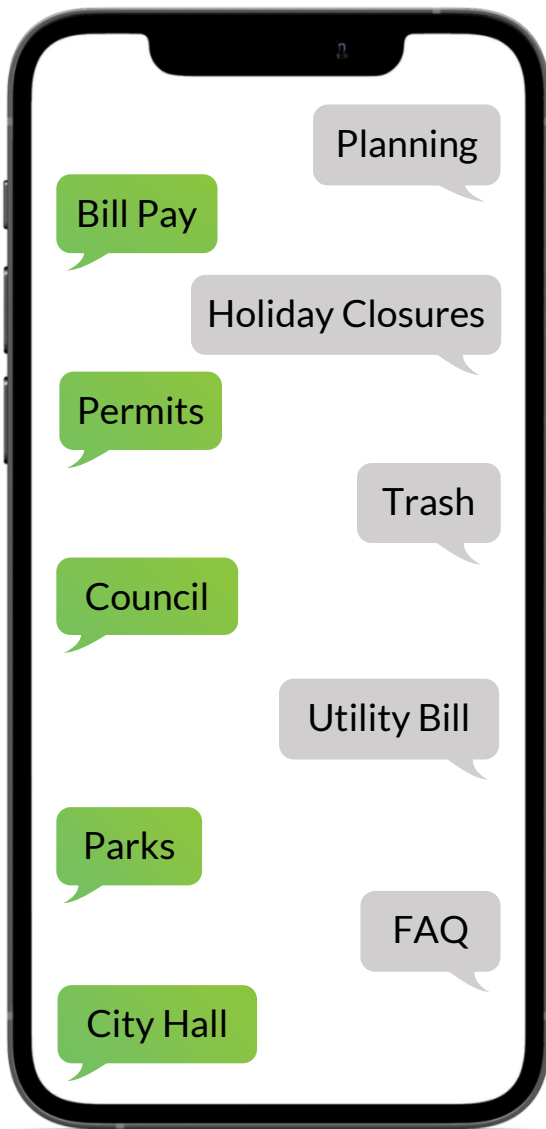 Planning
Bill Pay
Holiday Closures
Permits
Trash
Council
Utility Bill
Parks
FAQ
City Hall